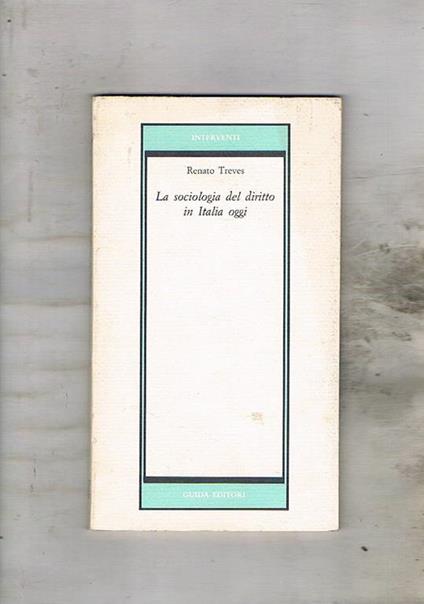 INTERVENTI
Renato Treves
La sociologia del diritto
in Italia oggi
GUIDA EDITORI